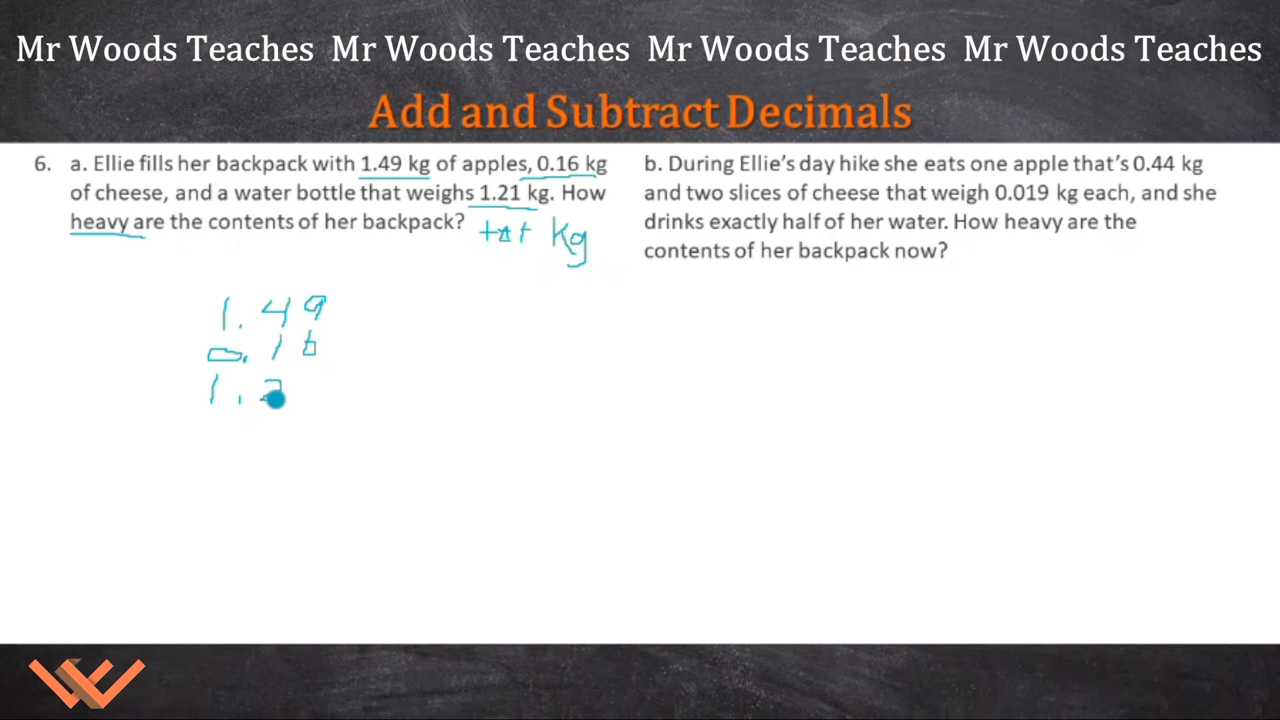 Mr Woods Teaches Mr Woods Teaches Mr Woods Teaches Mr Woods Teaches
Add and Subtract Decimals
6. a. Ellie fills her backpack with 1.49 kg of apples, 0.16 kg
of cheese, and a water bottle that weighs 1.21 kg. How
heavy are the contents of her backpack?
tot Kg
1.49
0.16
1.2
b. During Ellie's day hike she eats one apple that's 0.44 kg
and two slices of cheese that weigh 0.019 kg each, and she
drinks exactly half of her water. How heavy are the
contents of her backpack now?